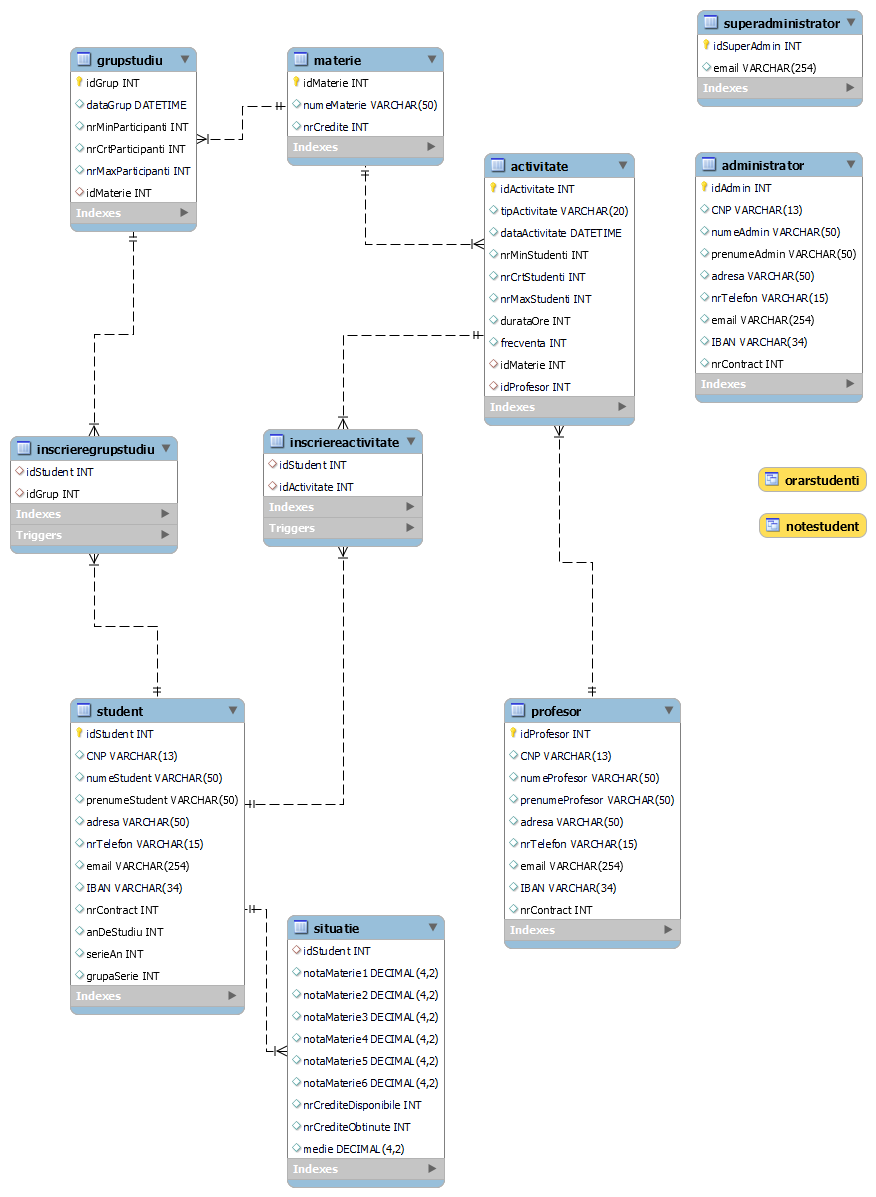 superadministrator
idSuperAdmin INT
email VARCHAR(254)
Indexes
grupstudiu
idGrup INT
dataGrup DATETIME
nrMinParticipanti INT
nrCrtParticipanti INT
nrMaxParticipanti INT
idMaterie INT
Indexes
materie
idMaterie INT
numeMaterie VARCHAR(50)
nrCredite INT
Indexes
activitate
idActivitate INT
tipActivitate VARCHAR(20)
dataActivitate DATETIME
nrMinStudenti INT
nrCrtStudenti INT
nrMaxStudenti INT
durataOre INT
frecventa INT
idMaterie INT
idProfesor INT
Indexes
administrator
idAdmin INT
CNP VARCHAR(13)
numeAdmin VARCHAR(50)
prenumeAdmin VARCHAR(50)
adresa VARCHAR(50)
nrTelefon VARCHAR(15)
email VARCHAR(254)
IBAN VARCHAR(34)
nrContract INT
Indexes
inscrieregrupstudiu
idStudent INT
idGrup INT
Indexes
Triggers
inscriereactivitate
idStudent INT
idActivitate INT
Indexes
Triggers
orarstudenti
notestudent
student
idStudent INT
CNP VARCHAR(13)
numeStudent VARCHAR(50)
prenumeStudent VARCHAR(50)
adresa VARCHAR(50)
nrTelefon VARCHAR(15)
email VARCHAR(254)
IBAN VARCHAR(34)
nrContract INT
anDeStudiu INT
serieAn INT
grupaSerie INT
Indexes
profesor
idProfesor INT
CNP VARCHAR(13)
numeProfesor VARCHAR(50)
prenumeProfesor VARCHAR(50)
adresa VARCHAR(50)
nrTelefon VARCHAR(15)
email VARCHAR(254)
IBAN VARCHAR(34)
nrContract INT
Indexes
situatie
idStudent INT
notaMaterie1 DECIMAL(4,2)
notaMaterie2 DECIMAL(4,2)
notaMaterie3 DECIMAL(4,2)
notaMaterie4 DECIMAL(4,2)
notaMaterie5 DECIMAL(4,2)
notaMaterie6 DECIMAL(4,2)
nrCrediteDisponibile INT
nrCrediteObtinute INT
medie DECIMAL(4,2)
Indexes